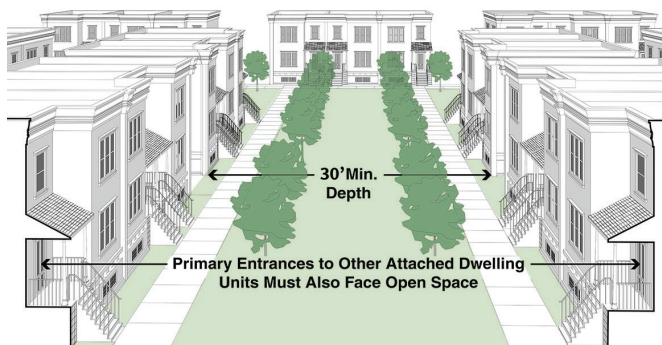 30' Min.
Depth
Primary Entrances to Other Attached Dwelling
Units Must Also Face Open Space